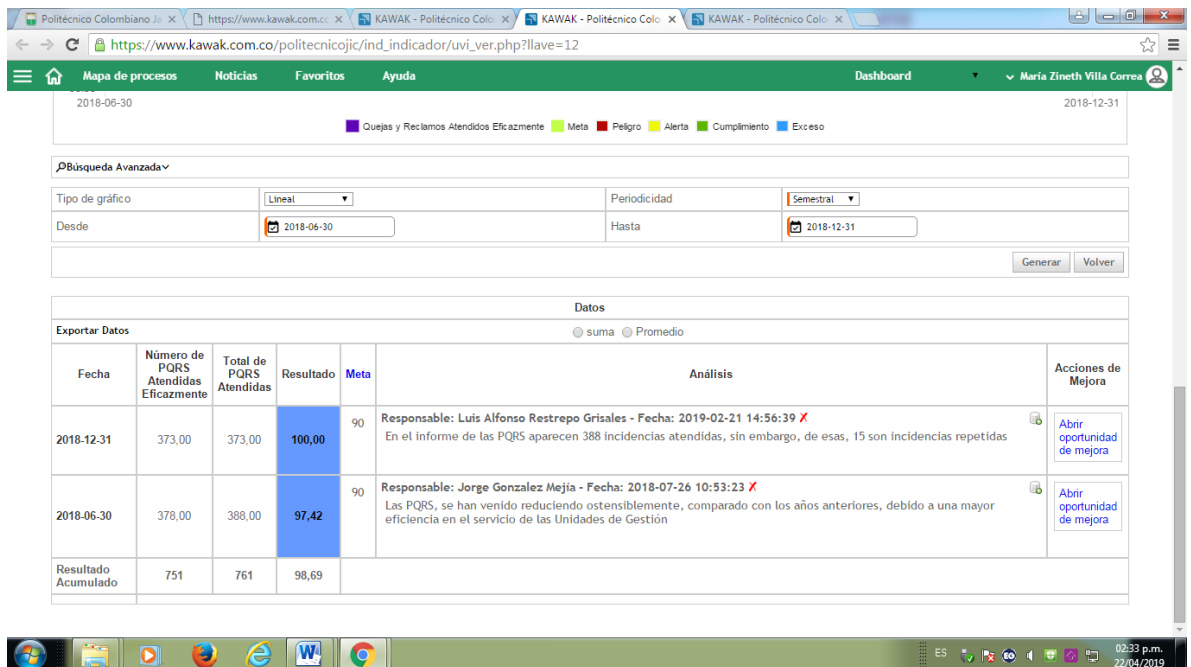 Politécnico Colombiano Ja
https://www.kawak.com.cc
KAWAK - Politécnico Colo
KAWAK - Politécnico Colo
KAWAK - Politécnico Colo
https://www.kawak.com.co/politecnicojic/ind_indicador/uvi_ver.php?llave=12
Mapa de procesos Noticias Favoritos Ayuda Dashboard María Zineth Villa Correa
2018-06-30 2018-12-31
Quejas y Reclamos Atendidos Eficazmente Meta Peligro Alerta Cumplimiento Exceso
Búsqueda Avanzada
Tipo de gráfico Lineal Periodicidad Semestral
Desde 2018-06-30 Hasta 2018-12-31
Generar Volver
Datos
Exportar Datos suma Promedio
Fecha
Número de
PQRS
Atendidas
Eficazmente
Total de
PQRS
Atendidas
Resultado
Meta
Análisis
Acciones de
Mejora
2018-12-31 373,00 373,00 100,00 90
Responsable: Luis Alfonso Restrepo Grisales - Fecha: 2019-02-21 14:56:39 X
En el informe de las PQRS aparecen 388 incidencias atendidas, sin embargo, de esas, 15 son incidencias repetidas
Abrir
oportunidad
de mejora
2018-06-30 378,00 388,00 97,42 90
Responsable: Jorge Gonzalez Mejía - Fecha: 2018-07-26 10:53:23 X
Las PQRS, se han venido reduciendo ostensiblemente, comparado con los años anteriores, debido a una mayor
eficiencia en el servicio de las Unidades de Gestión
Abrir
oportunidad
de mejora
Resultado
Acumulado
751 761 98,69
ES
02:33 p.m.
22/04/2019